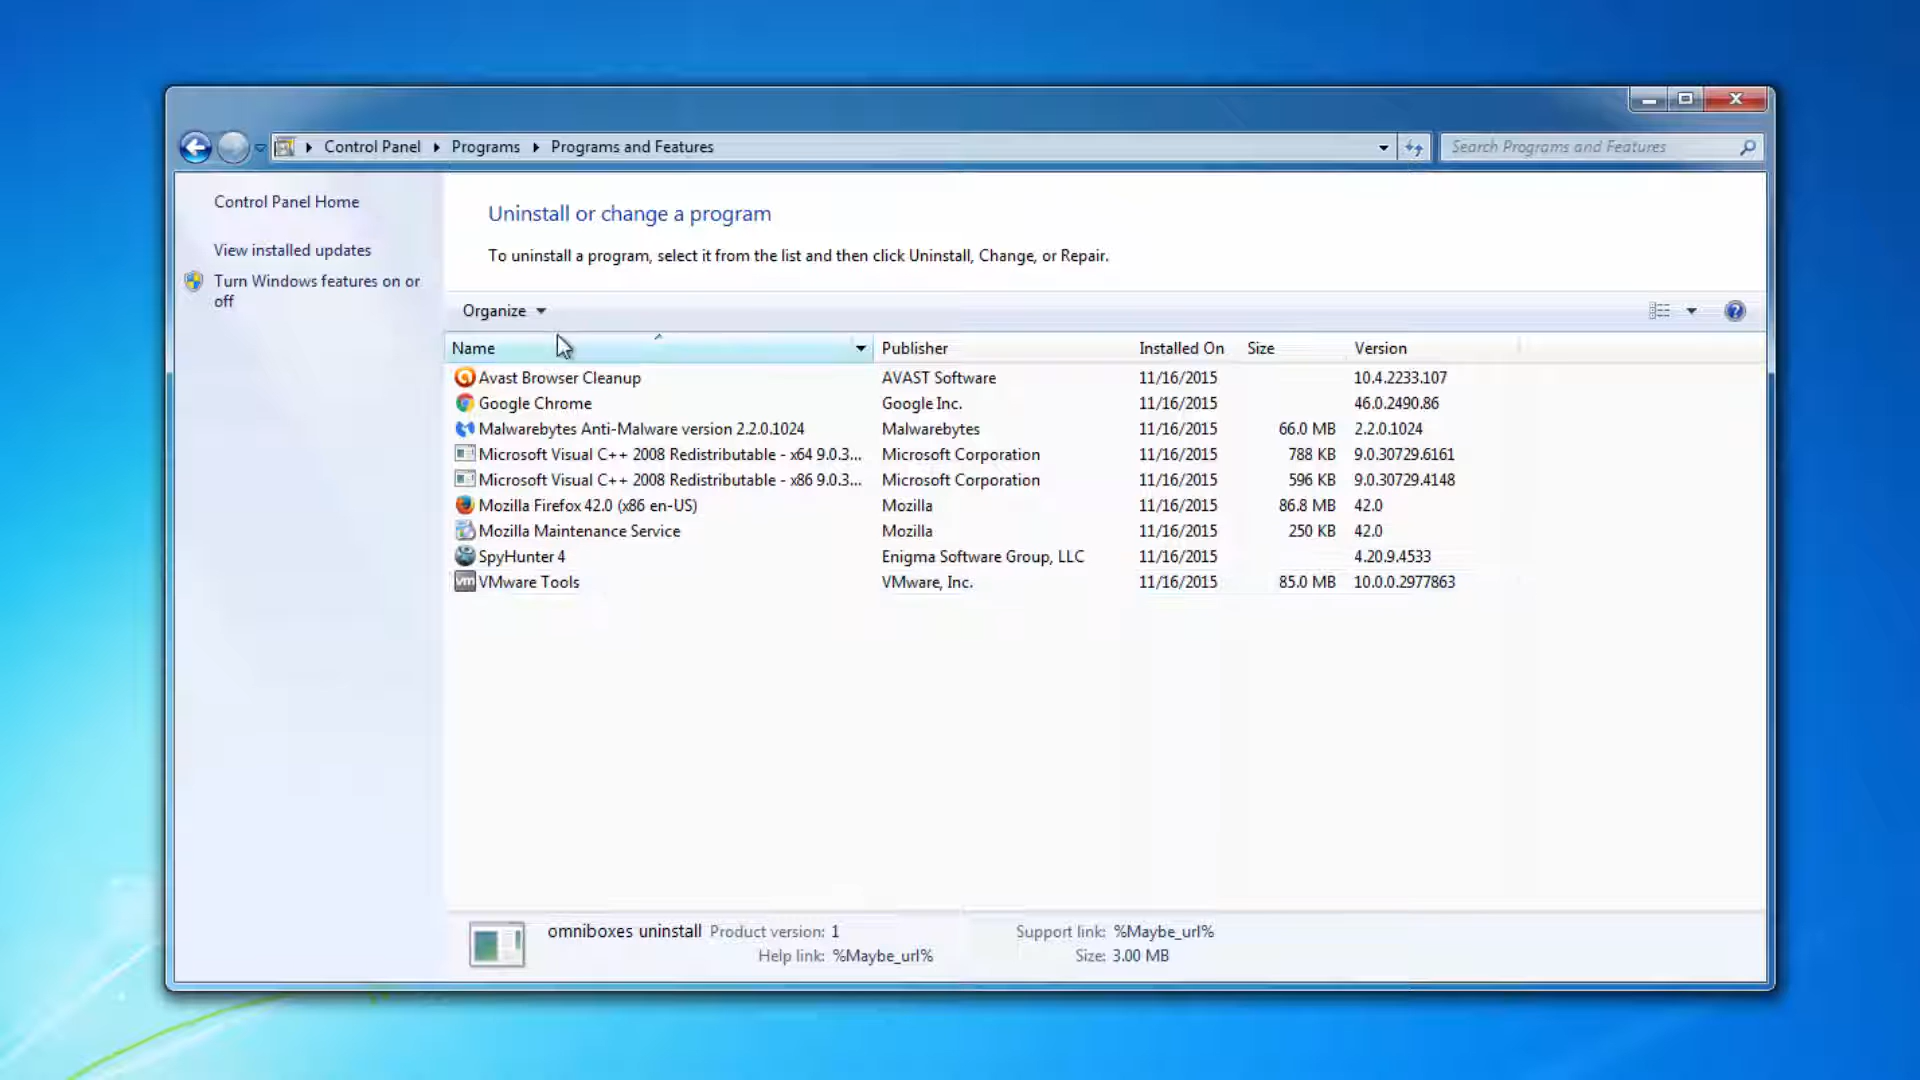 Control Panel Programs Programs and Features
Search Programs and Features
Control Panel Home
View installed updates
Turn Windows features on or
off
Uninstall or change a program
To uninstall a program, select it from the list and then click Uninstall, Change, or Repair.
Organize
Name Publisher Installed On Size Version
Avast Browser Cleanup AVAST Software 11/16/2015 10.4.2233.107
Google Chrome Google Inc. 11/16/2015 46.0.2490.86
Malwarebytes Anti-Malware version 2.2.0.1024 Malwarebytes 11/16/2015 66.0 MB 2.2.0.1024
Microsoft Visual C++ 2008 Redistributable - x64 9.0.3... Microsoft Corporation 11/16/2015 788 KB 9.0.30729.6161
Microsoft Visual C++ 2008 Redistributable - x86 9.0.3... Microsoft Corporation 11/16/2015 596 KB 9.0.30729.4148
Mozilla Firefox 42.0 (x86 en-US) Mozilla 11/16/2015 86.8 MB 42.0
Mozilla Maintenance Service Mozilla 11/16/2015 250 KB 42.0
SpyHunter 4 Enigma Software Group, LLC 11/16/2015 4.20.9.4533
vm VMware Tools VMware, Inc. 11/16/2015 85.0 MB 10.0.0.2977863
omniboxes uninstall Product version: 1 Support link: %Maybe_url%
Help link: %Maybe_url% Size: 3.00 MB